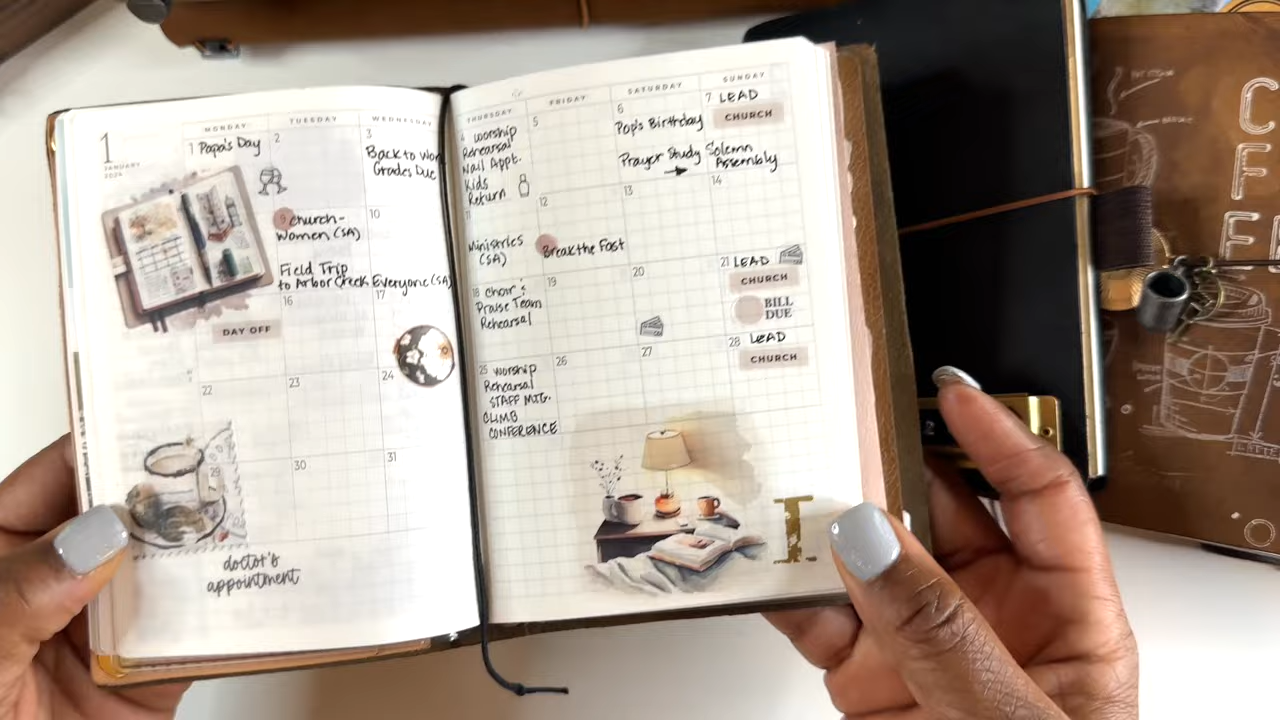 1
JANUARY
2024
MONDAY
TUESDAY
WEDNESDAY
1 Papa's Day
2
3
Back to Wor
Grades Due
9 church-
Women (SA)
10
Field Trip
to Arbor Creek Everyone (SA)
16
17
DAY OFF
22
23
24
29
30
31
doctor's
appointment
THURSDAY
FRIDAY
SATURDAY
SUNDAY
4 worship
Rehearsal
Nail Appt.
Kids
Return
5
6
Pop's Birthday
Prayer Study
7 LEAD
CHURCH
Solemn
Assembly
11
Ministries
(SA)
12
Break the Fast
13
14
18 choir &
Praise Team
Rehearsal
19
20
21 LEAD
CHURCH
BILL
DUE
25 worship
Rehearsal
STAFF MTG.
CLIMB
CONFERENCE
26
27
28 LEAD
CHURCH
I
C
F